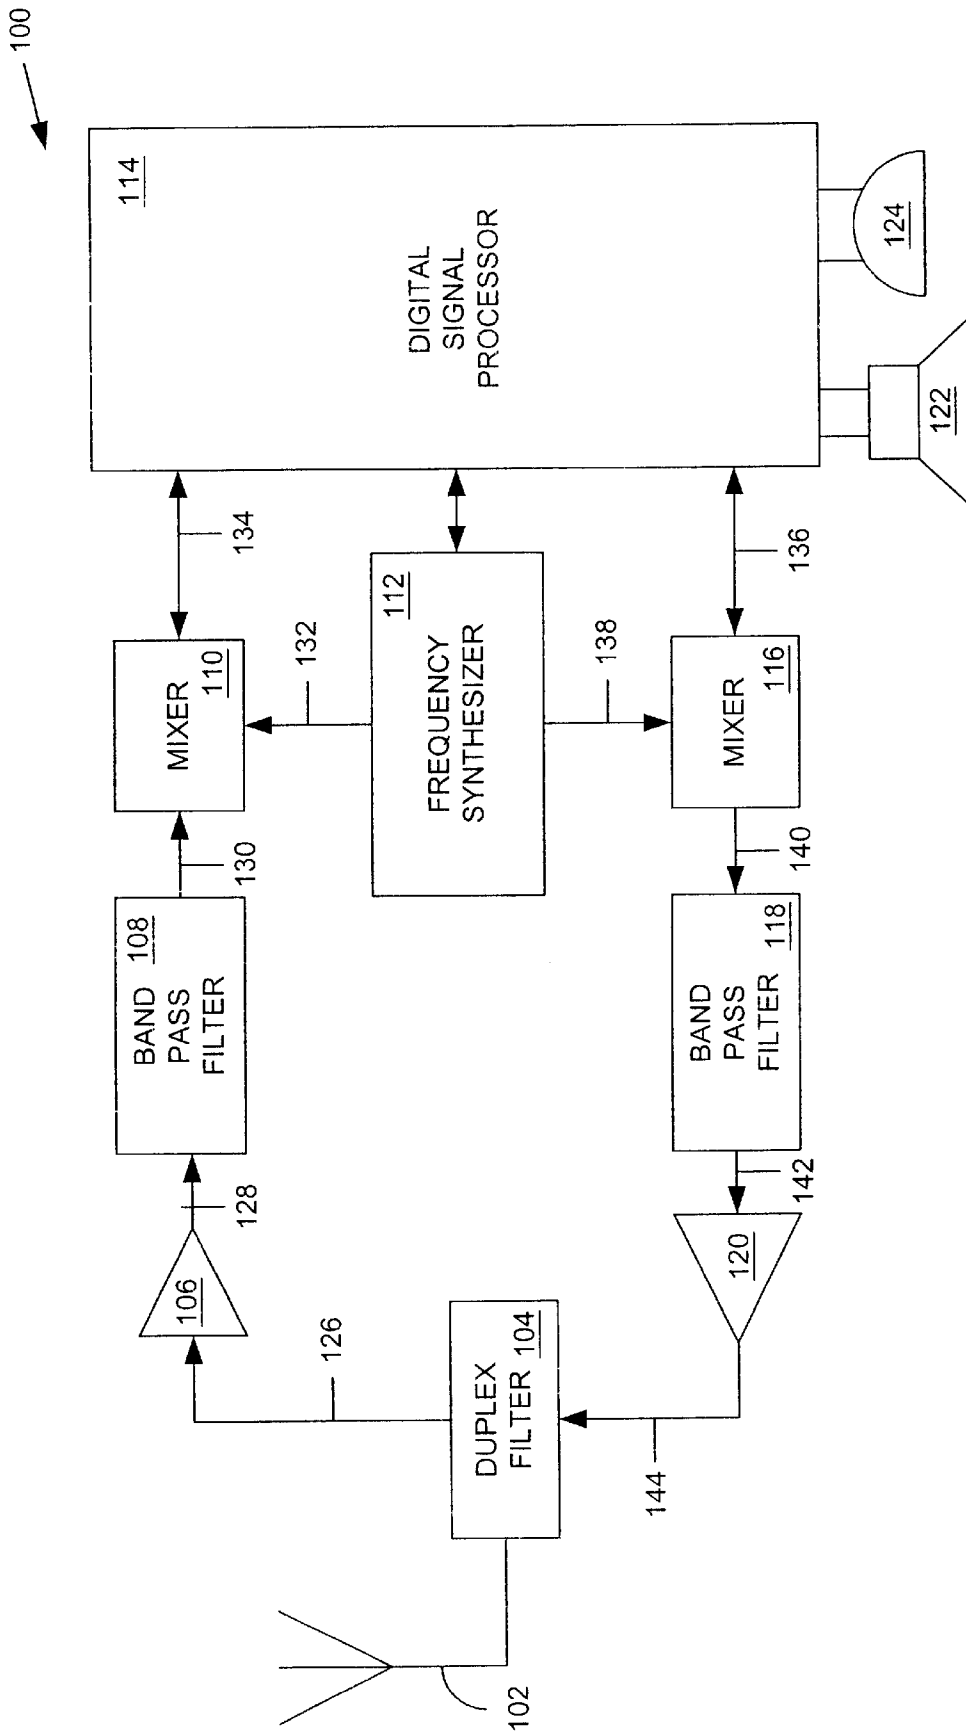 100
114
DIGITAL
SIGNAL
PROCESSOR
124
122
134
136
MIXER
110
132
112
FREQUENCY
SYNTHESIZER
138
MIXER
116
130
140
BAND
PASS
FILTER
108
BAND
PASS
FILTER
118
128
142
106
120
126
DUPLEX
FILTER
104
144
102